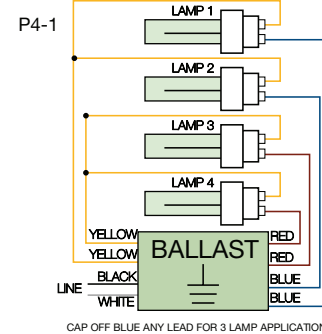 P4-1
LAMP 1
LAMP 2
LAMP 3
LAMP 4
YELLOW
YELLOW
BLACK
LINE
WHITE
BALLAST
RED
RED
BLUE
BLUE
CAP OFF BLUE ANY LEAD FOR 3 LAMP APPLICATION